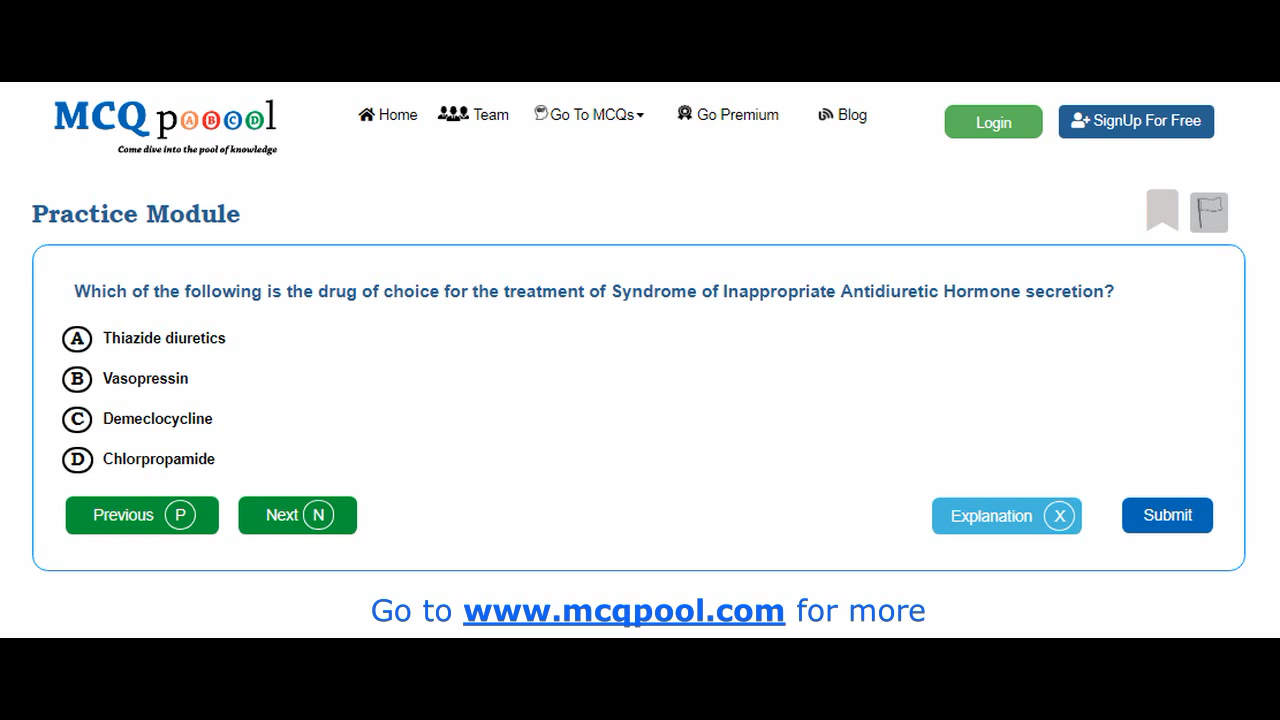 MCQ pABCDl
Home Team Go To MCQs Go Premium Blog Login SignUp For Free
Come dive into the pool of knowledge
Practice Module
Which of the following is the drug of choice for the treatment of Syndrome of Inappropriate Antidiuretic Hormone secretion?
A Thiazide diuretics
B Vasopressin
C Demeclocycline
D Chlorpropamide
Previous P Next N Explanation X Submit
Go to www.mcqpool.com for more